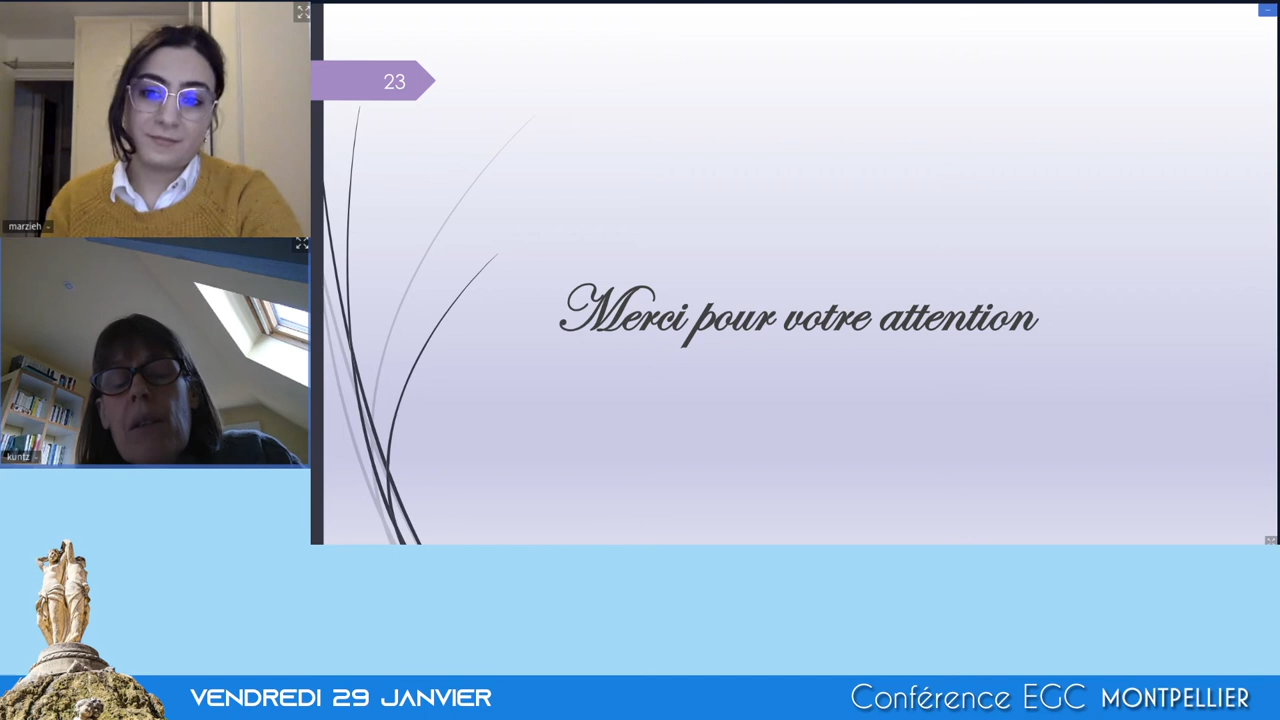 marzieh
kuntz
23
Merci pour votre attention
VENDREDI 29 JANVIER
Conférence EGC MONTPELLIER